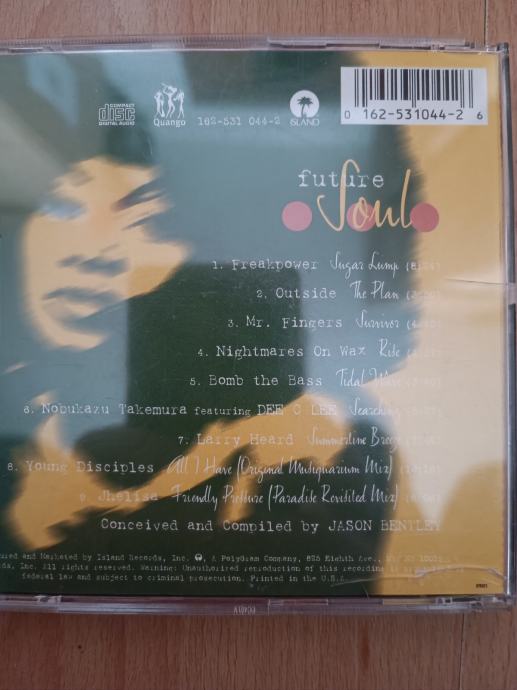 COMPACT
disc
DIGITAL AUDIO
Quango
162-531 044-2
ISLAND
0 162-531044-2 6
future
Soul
1. Freakpower Sugar Lump
2. Outside The Plan
3. Mr. Fingers Survivor
4. Nightmares On Wax Ride
5. Bomb the Bass Tidal Wave
6. Nobukazu Takemura featuring DEE C LEE Searching
7. Larry Heard Summertime Breeze
8. Young Disciples All I Have (Original Mutiquarium Mix)
9. Jhelisa Friendly Pressure (Paradise Revisited Mix)
Conceived and Compiled by JASON BENTLEY
and Marketed by Island Records, Inc. A PolyGram Company, 825 Eighth Ave.,
Inc. All rights reserved. Warning: Unauthorized reproduction of this recording is
federal law and subject to criminal prosecution. Printed in the U.S.A.